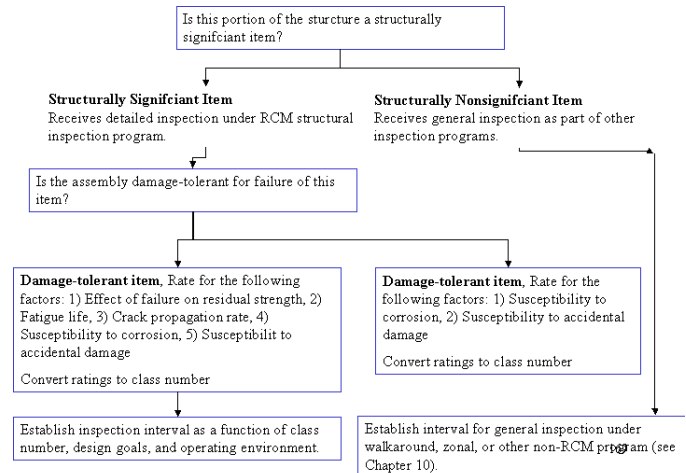 Is this portion of the sturcture a structurally
signifciant item?
Structurally Signifciant Item
Receives detailed inspection under RCM structural
inspection program.
Structurally Nonsignifciant Item
Receives general inspection as part of other
inspection programs.
Is the assembly damage-tolerant for failure of this
item?
Damage-tolerant item, Rate for the following
factors: 1) Effect of failure on residual strength, 2)
Fatigue life, 3) Crack propagation rate, 4)
Susceptibility to corrosion, 5) Susceptibilit to
accidental damage
Convert ratings to class number
Damage-tolerant item, Rate for the
following factors: 1) Susceptibility to
corrosion, 2) Susceptibility to accidental
damage
Convert ratings to class number
Establish inspection interval as a function of class
number, design goals, and operating environment.
Establish interval for general inspection under
walkaround, zonal, or other non-RCM program (see
Chapter 10).